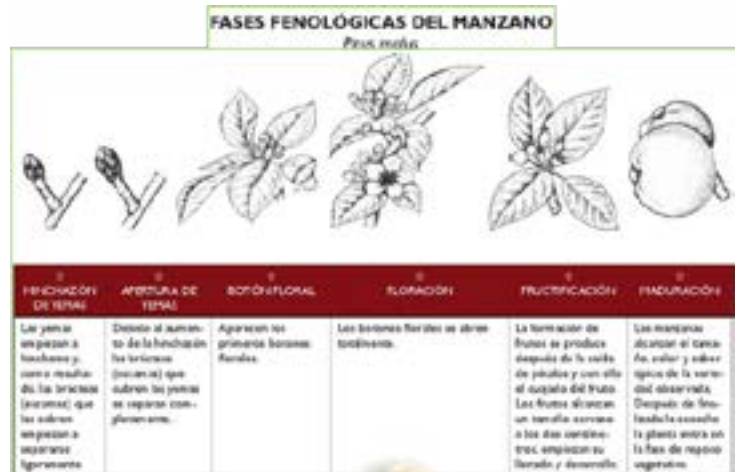 FASES FENOLÓGICAS DEL MANZANO
Pirus malus
HINCHAZÓN
DE YEMAS
APERTURA DE
YEMAS
BOTÓN FLORAL
FLORACIÓN
FRUCTIFICACIÓN
MADURACIÓN
Las yemas
empiezan a
hincharse y,
como resulta-
do, las brácteas
(escamas) que
las cubren
empiezan a
separarse
ligeramente
Debido al aumen-
to de la hinchazón
las brácteas
(escamas) que
cubren las yemas
se separan com-
pletamente.
Aparecen los
primeros botones
florales.
Los botones florales se abren
totalmente.
La formación de
frutos se produce
después de la caída
de pétalos y con ello
el cuajado del fruto.
Los frutos alcanzan
un tamaño cercano
a los dos centíme-
tros, empiezan su
llenado y desarrollo
Las manzanas
alcanzan el tama-
ño, color y sabor
típico de la varie-
dad observada.
Después de fina-
lizada la cosecha
la planta entra en
la fase de reposo
vegetativo.